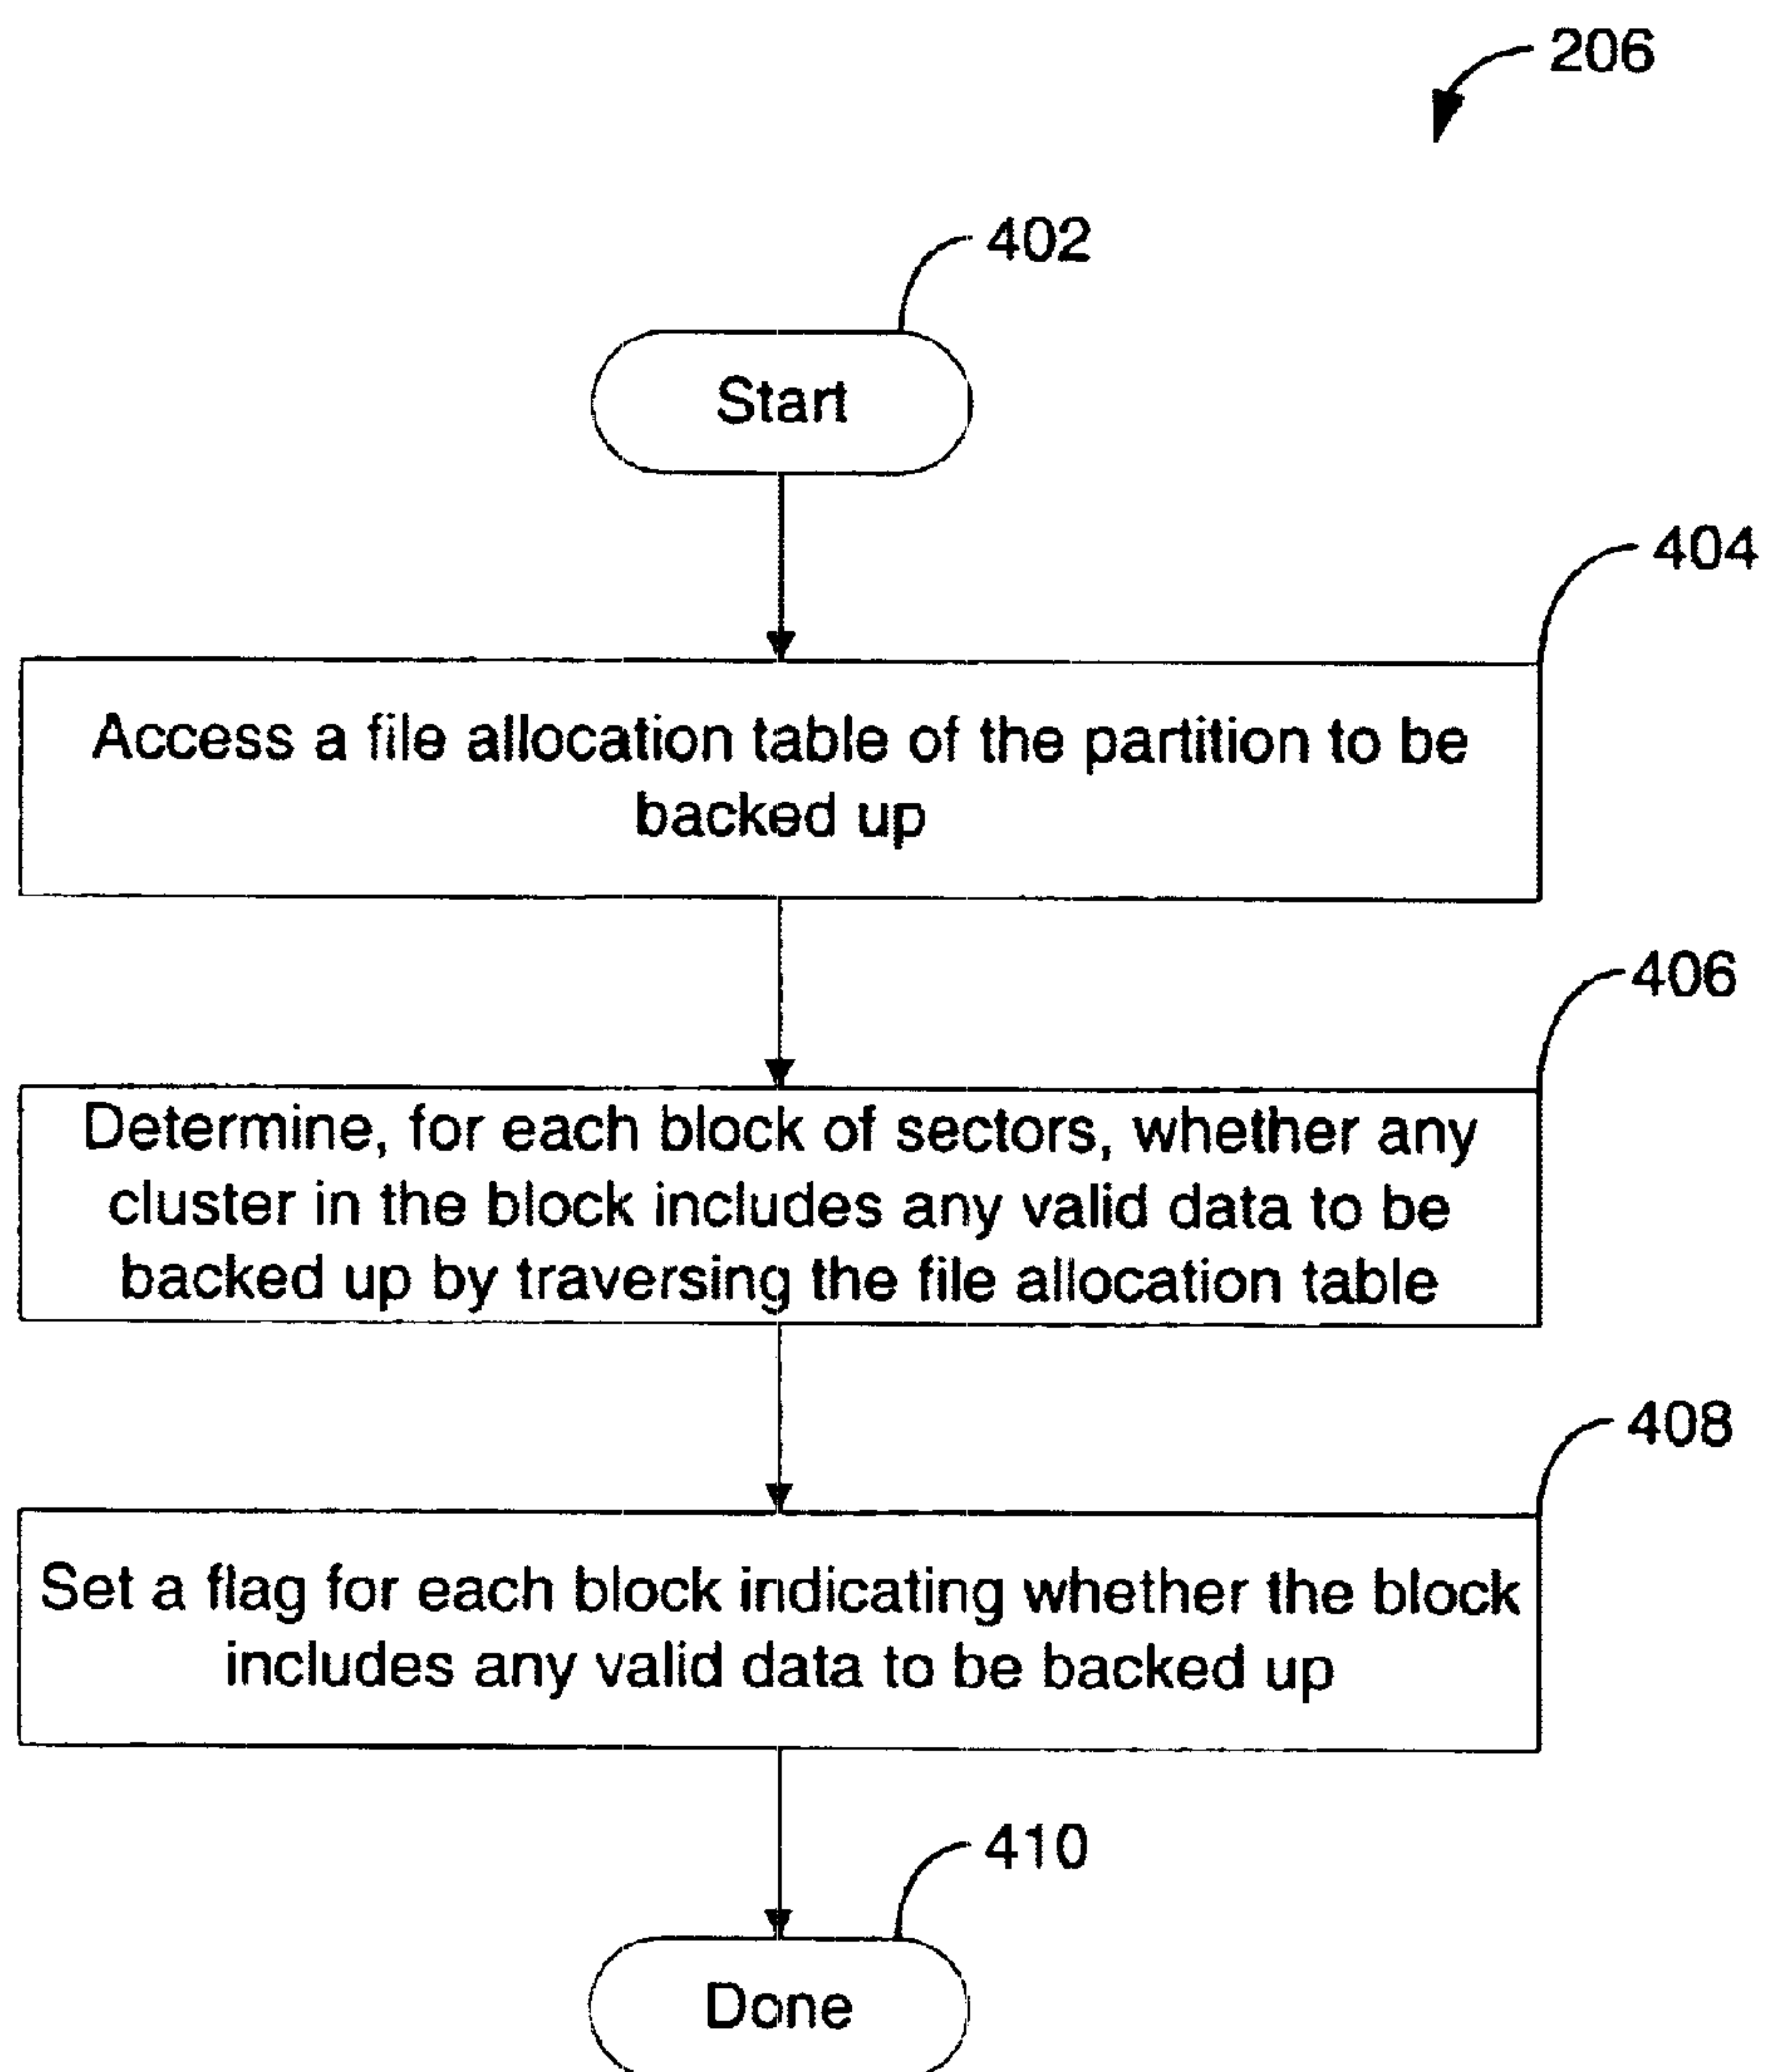 206
402
Start
404
Access a file allocation table of the partition to be
backed up
406
Determine, for each block of sectors, whether any
cluster in the block includes any valid data to be
backed up by traversing the file allocation table
408
Set a flag for each block indicating whether the block
includes any valid data to be backed up
410
Done